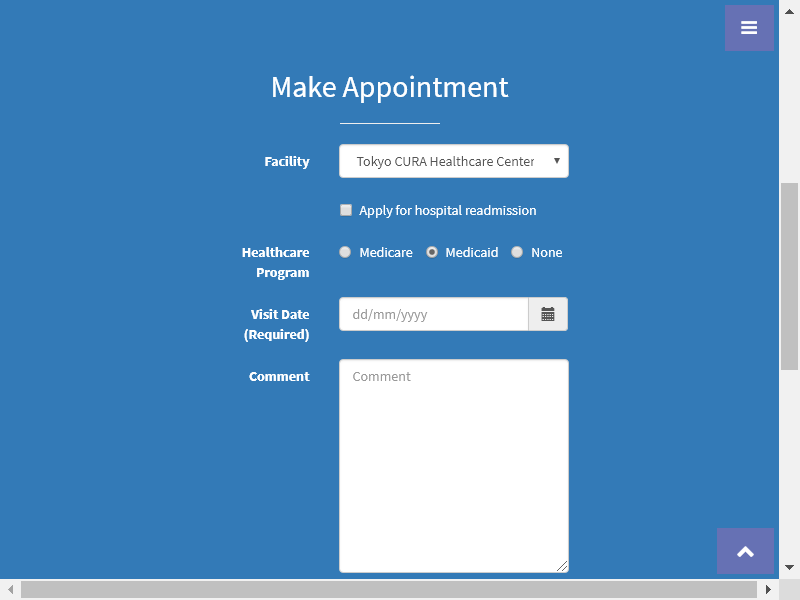 Make Appointment
Facility
Tokyo CURA Healthcare Center
Apply for hospital readmission
Healthcare Program
Medicare Medicaid None
Visit Date (Required)
dd/mm/yyyy
Comment
Comment